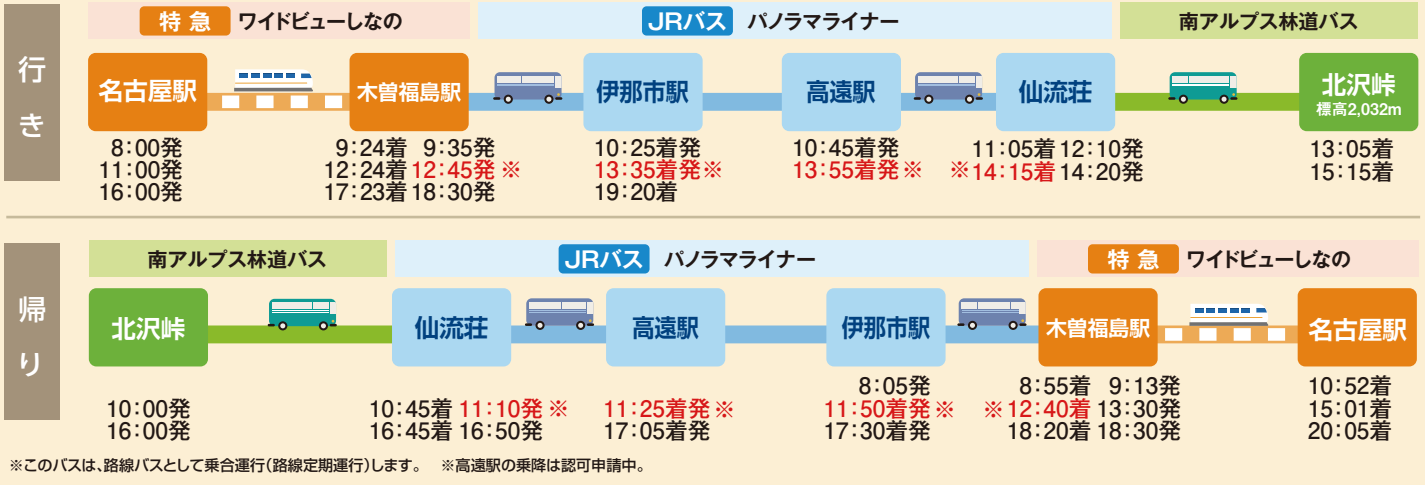 行き
特急 ワイドビューしなの
JRバス パノラマライナー
南アルプス林道バス
名古屋駅
木曽福島駅
伊那市駅
高遠駅
仙流荘
北沢峠
標高2,032m
8:00発 9:24着 9:35発 10:25着発 10:45着発 11:05着 12:10発 13:05着
11:00発 12:24着 12:45発※ 13:35着発※ 13:55着発※ ※14:15着 14:20発 15:15着
16:00発 17:23着 18:30発 19:20着
帰り
南アルプス林道バス
JRバス パノラマライナー
特急 ワイドビューしなの
北沢峠
仙流荘
高遠駅
伊那市駅
木曽福島駅
名古屋駅
8:05発 8:55着 9:13発 10:52着
10:00発 10:45着 11:10発※ 11:25着発※ 11:50着発※ ※12:40着 13:30発 15:01着
16:00発 16:45着 16:50発 17:05着発 17:30着発 18:20着 18:30発 20:05着
※このバスは、路線バスとして乗合運行(路線定期運行)します。 ※高遠駅の乗降は認可申請中。